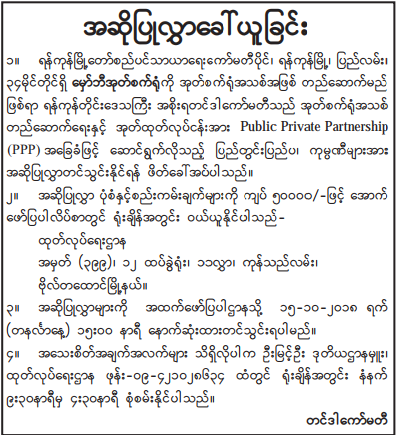 အဆိုပြုလွှာခေါ်ယူခြင်း
၁။ ရန်ကုန်မြို့တော်စည်ပင်သာယာရေးကော်မတီပိုင်၊ ရန်ကုန်မြို့၊ ပြည်လမ်း၊
၃၄မိုင်တိုင်ရှိ မှော်ဘီအုတ်စက်ရုံကို အုတ်စက်ရုံအသစ်အဖြစ် တည်ဆောက်မည်
ဖြစ်ရာ ရန်ကုန်တိုင်းဒေသကြီး အစိုးရတင်ဒါကော်မတီသည် အုတ်စက်ရုံအသစ်
တည်ဆောက်ရေးနှင့် အုတ်ထုတ်လုပ်ငန်းအား Public Private Partnership
(PPP) အခြေခံဖြင့် ဆောင်ရွက်လိုသည့် ပြည်တွင်းပြည်ပ၊ ကုမ္ပဏီများအား
အဆိုပြုလွှာတင်သွင်းနိုင်ရန် ဖိတ်ခေါ်အပ်ပါသည်။
၂။ အဆိုပြုလွှာ ပုံစံနှင့်စည်းကမ်းချက်များကို ကျပ် ၅၀၀၀၀/-ဖြင့် အောက်
ဖော်ပြပါလိပ်စာတွင် ရုံးချိန်အတွင်း ဝယ်ယူနိုင်ပါသည်-
ထုတ်လုပ်ရေးဌာန
အမှတ် (၃၉၉)၊ ၁၂ ထပ်ခွဲရုံး၊ ၁၁လွှာ၊ ကုန်သည်လမ်း၊
ဗိုလ်တထောင်မြို့နယ်။
၃။ အဆိုပြုလွှာများကို အထက်ဖော်ပြပါဌာနသို့ ၁၅-၁၀-၂၀၁၈ ရက်
(တနင်္လာနေ့) ၁၅:၀၀ နာရီ နောက်ဆုံးထားတင်သွင်းရပါမည်။
၄။ အသေးစိတ်အချက်အလက်များ သိရှိလိုပါက ဦးမြင့်ဦး ဒုတိယဌာနမှူး၊
ထုတ်လုပ်ရေးဌာန ဖုန်း-၀၉-၄၂၁၀၂၈၆၃၄ ထံတွင် ရုံးချိန်အတွင်း နံနက်
၉:၃၀နာရီမှ ၄:၃၀နာရီ စုံစမ်းနိုင်ပါသည်။
တင်ဒါကော်မတီ